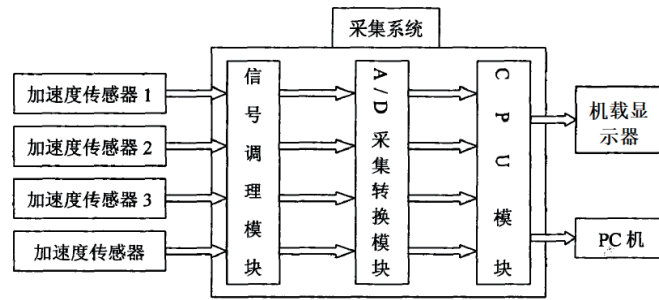 采集系统
加速度传感器 1
加速度传感器 2
加速度传感器 3
加速度传感器
信号调理模块
A/D采集转换模块
CPU模块
机载显
示器
PC 机